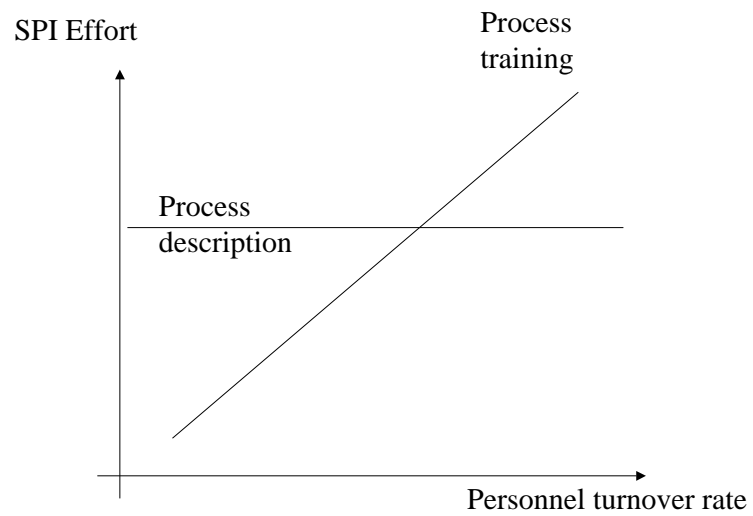 SPI Effort
Process
training
Process
description
Personnel turnover rate